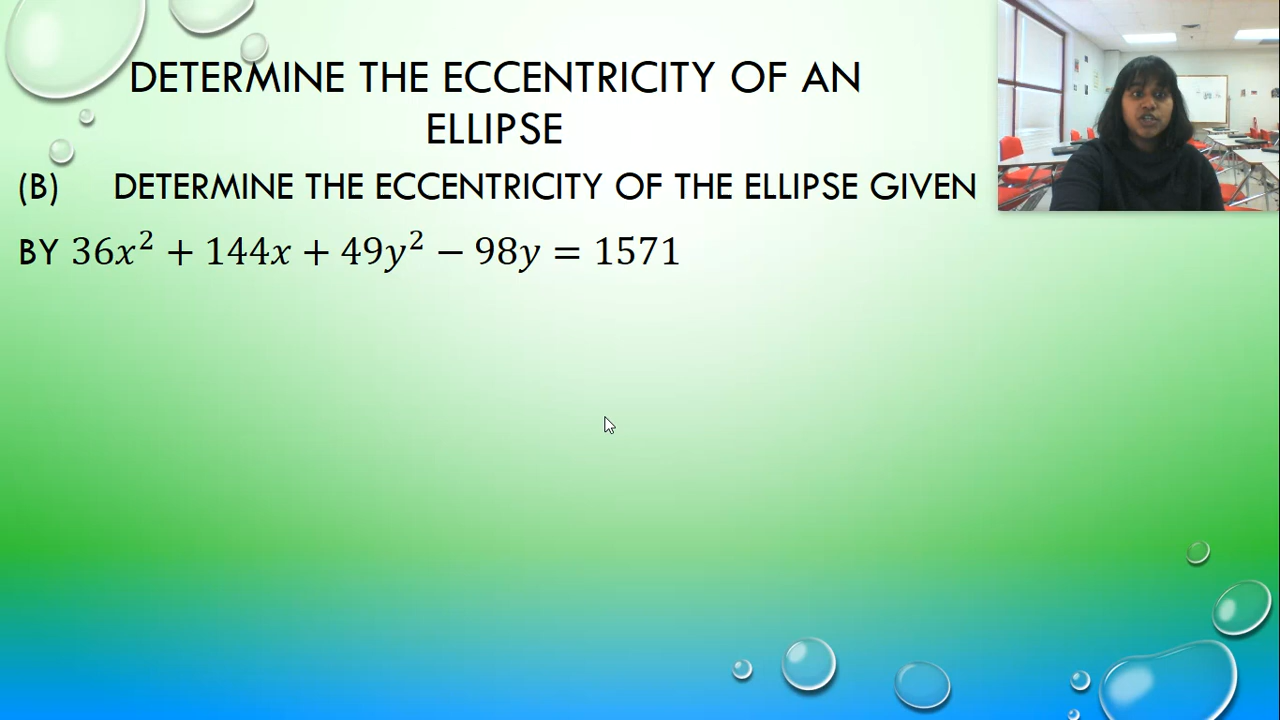 DETERMINE THE ECCENTRICITY OF AN
ELLIPSE
(B) DETERMINE THE ECCENTRICITY OF THE ELLIPSE GIVEN
BY 36x² + 144x + 49y² − 98y = 1571